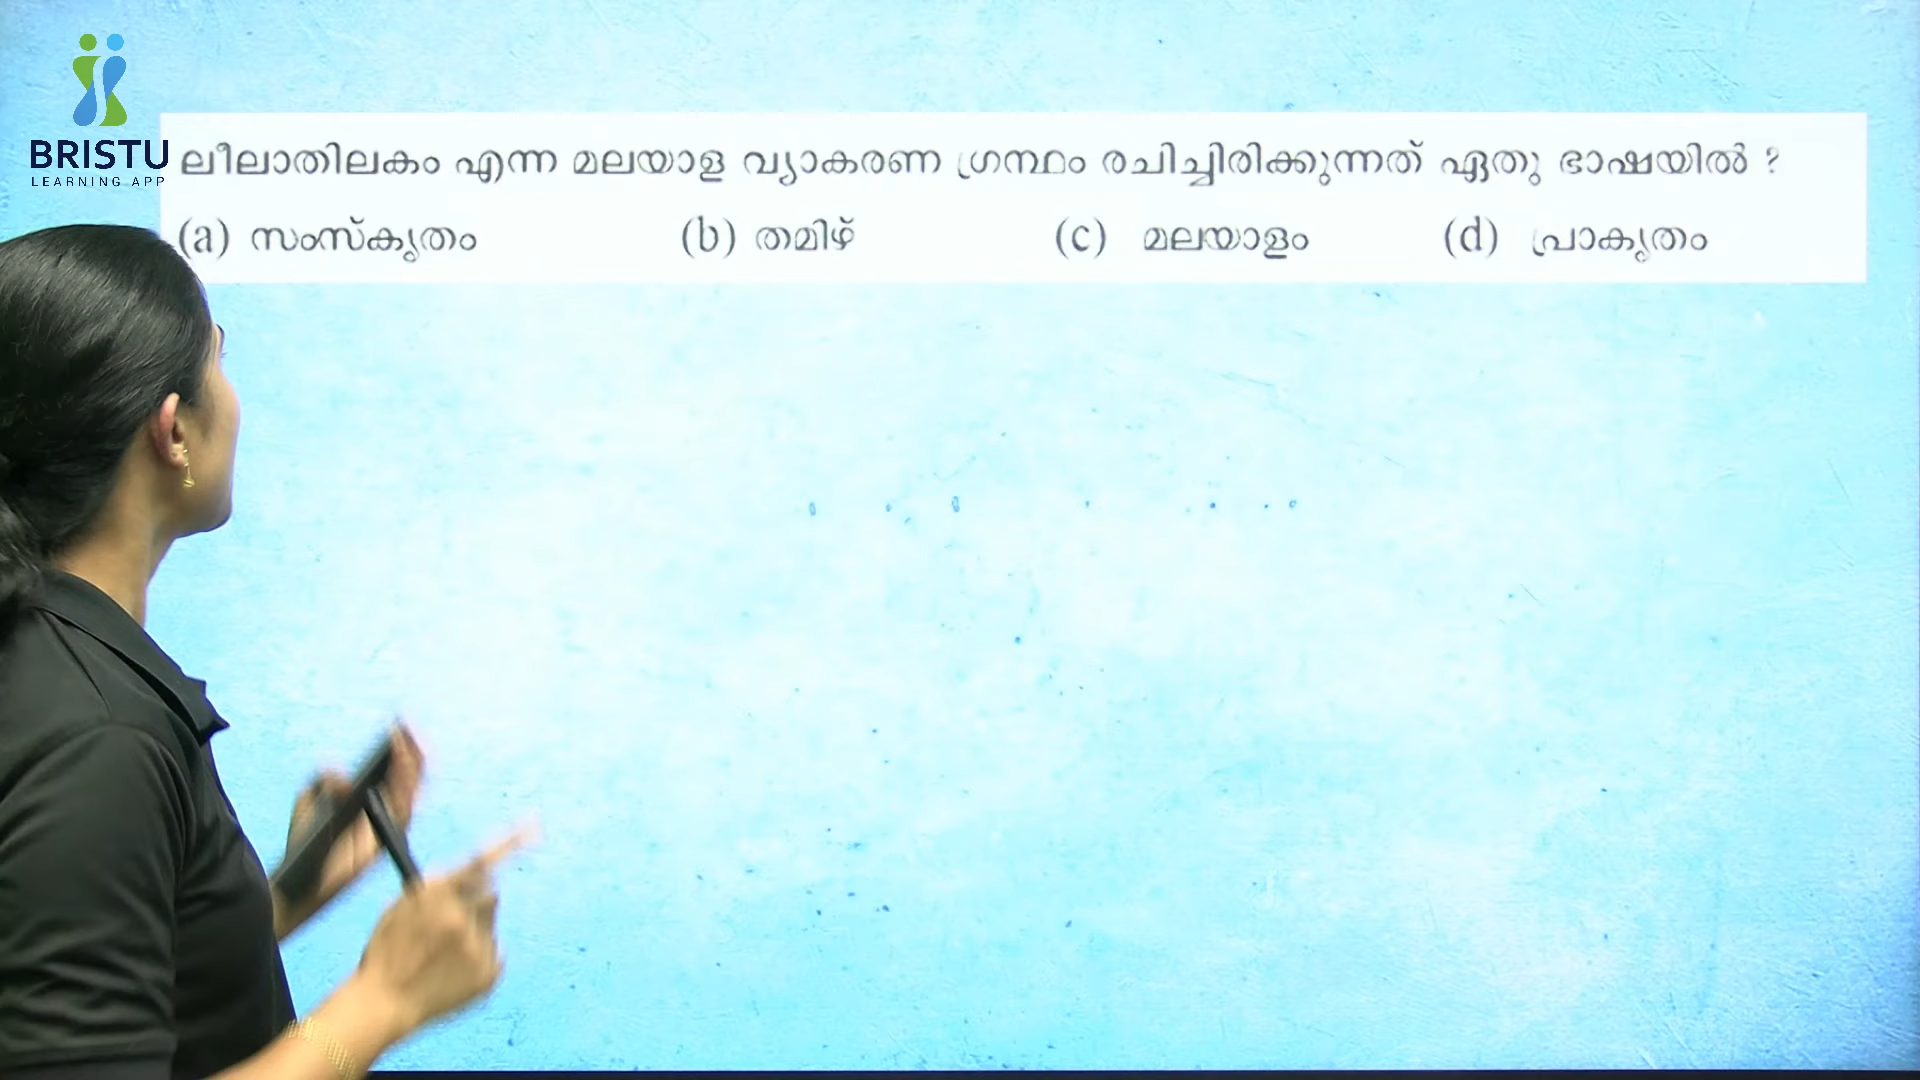 BRISTU
LEARNING APP
ലീലാതിലകം എന്ന മലയാള വ്യാകരണ ഗ്രന്ഥം രചിച്ചിരിക്കുന്നത് ഏതു ഭാഷയിൽ ?
(a) സംസ്കൃതം (b) തമിഴ് (c) മലയാളം (d) പ്രാകൃതം